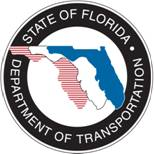 STATE OF FLORIDA •
DEPARTMENT OF TRANSPORTATION •